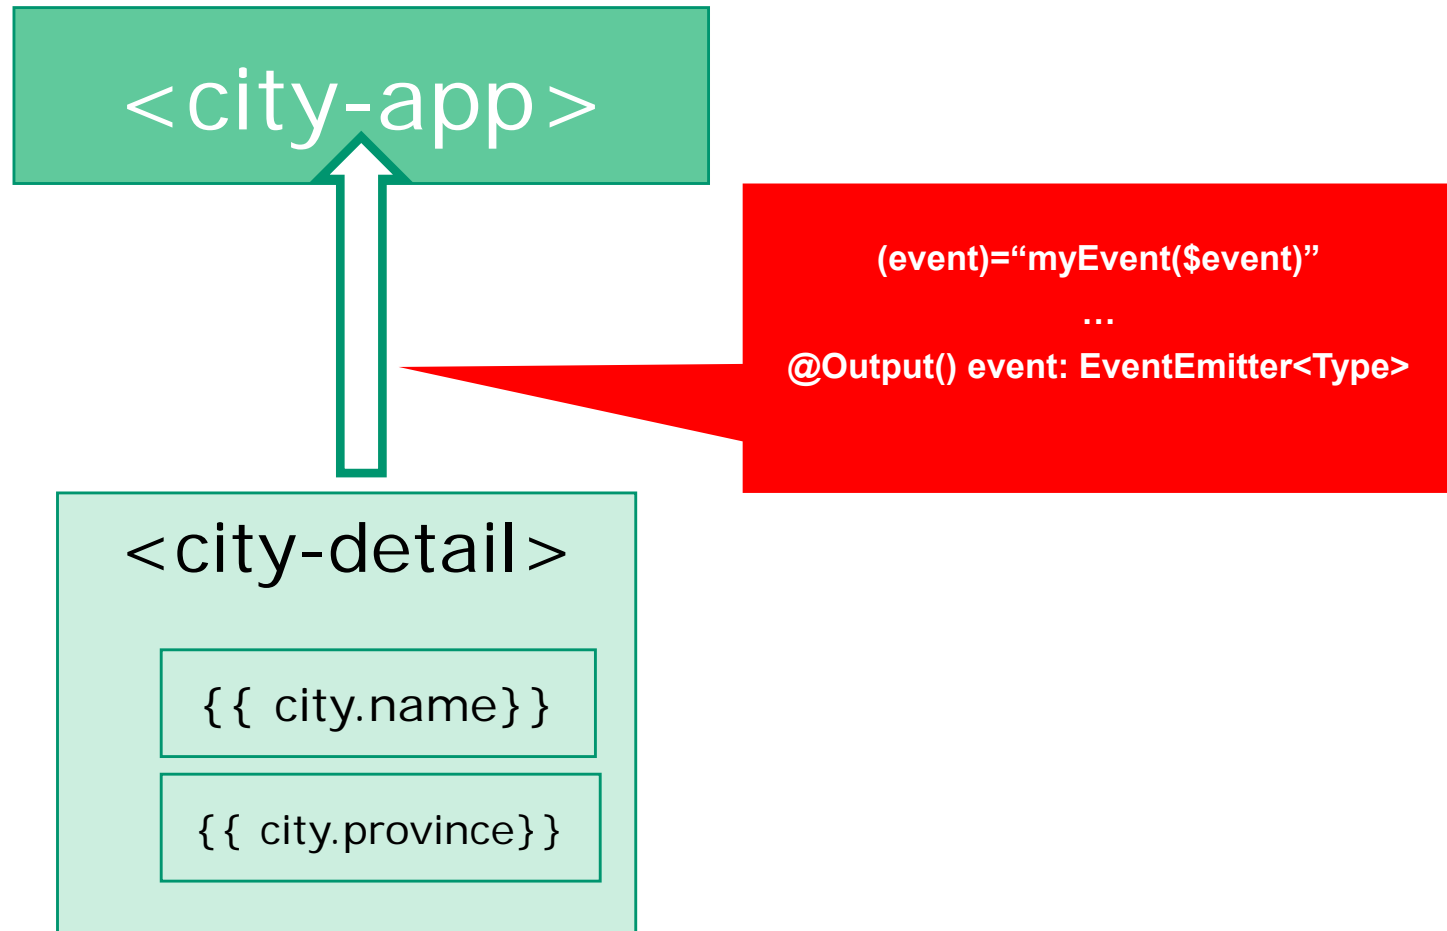 <city-app>
(event)=“myEvent($event)”
…
@Output() event: EventEmitter<Type>
<city-detail>
{{ city.name}}
{{ city.province}}